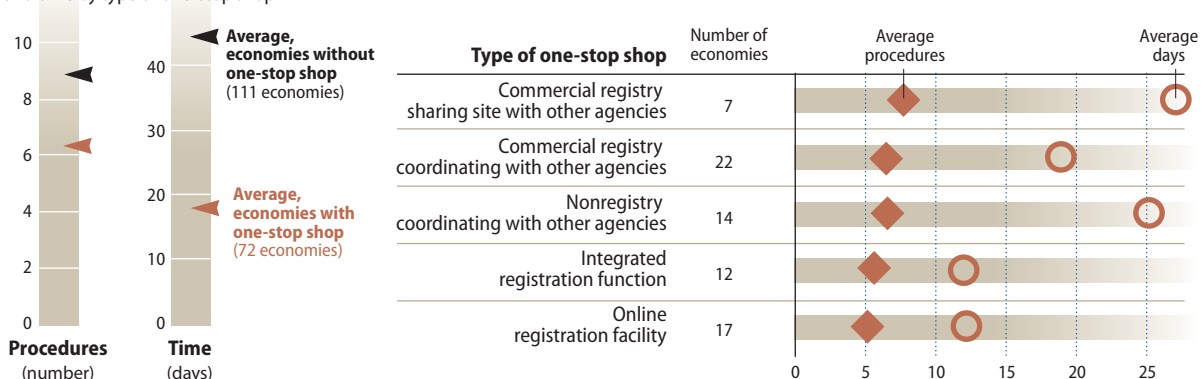 10
8
6
4
2
0
Procedures
(number)
40
30
20
10
0
Time
(days)
Average,
economies without
one-stop shop
(111 economies)
Average,
economies with
one-stop shop
(72 economies)
Type of one-stop shop
Number of
economies
Average
procedures
Average
days
Commercial registry
sharing site with other agencies
7
Commercial registry
coordinating with other agencies
22
Nonregistry
coordinating with other agencies
14
Integrated
registration function
12
Online
registration facility
17
0 5 10 15 20 25